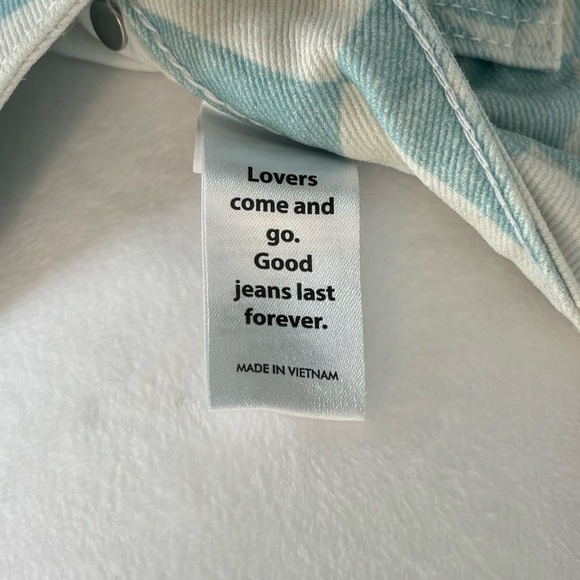 Lovers
come and
go.
Good
jeans last
forever.
MADE IN VIETNAM